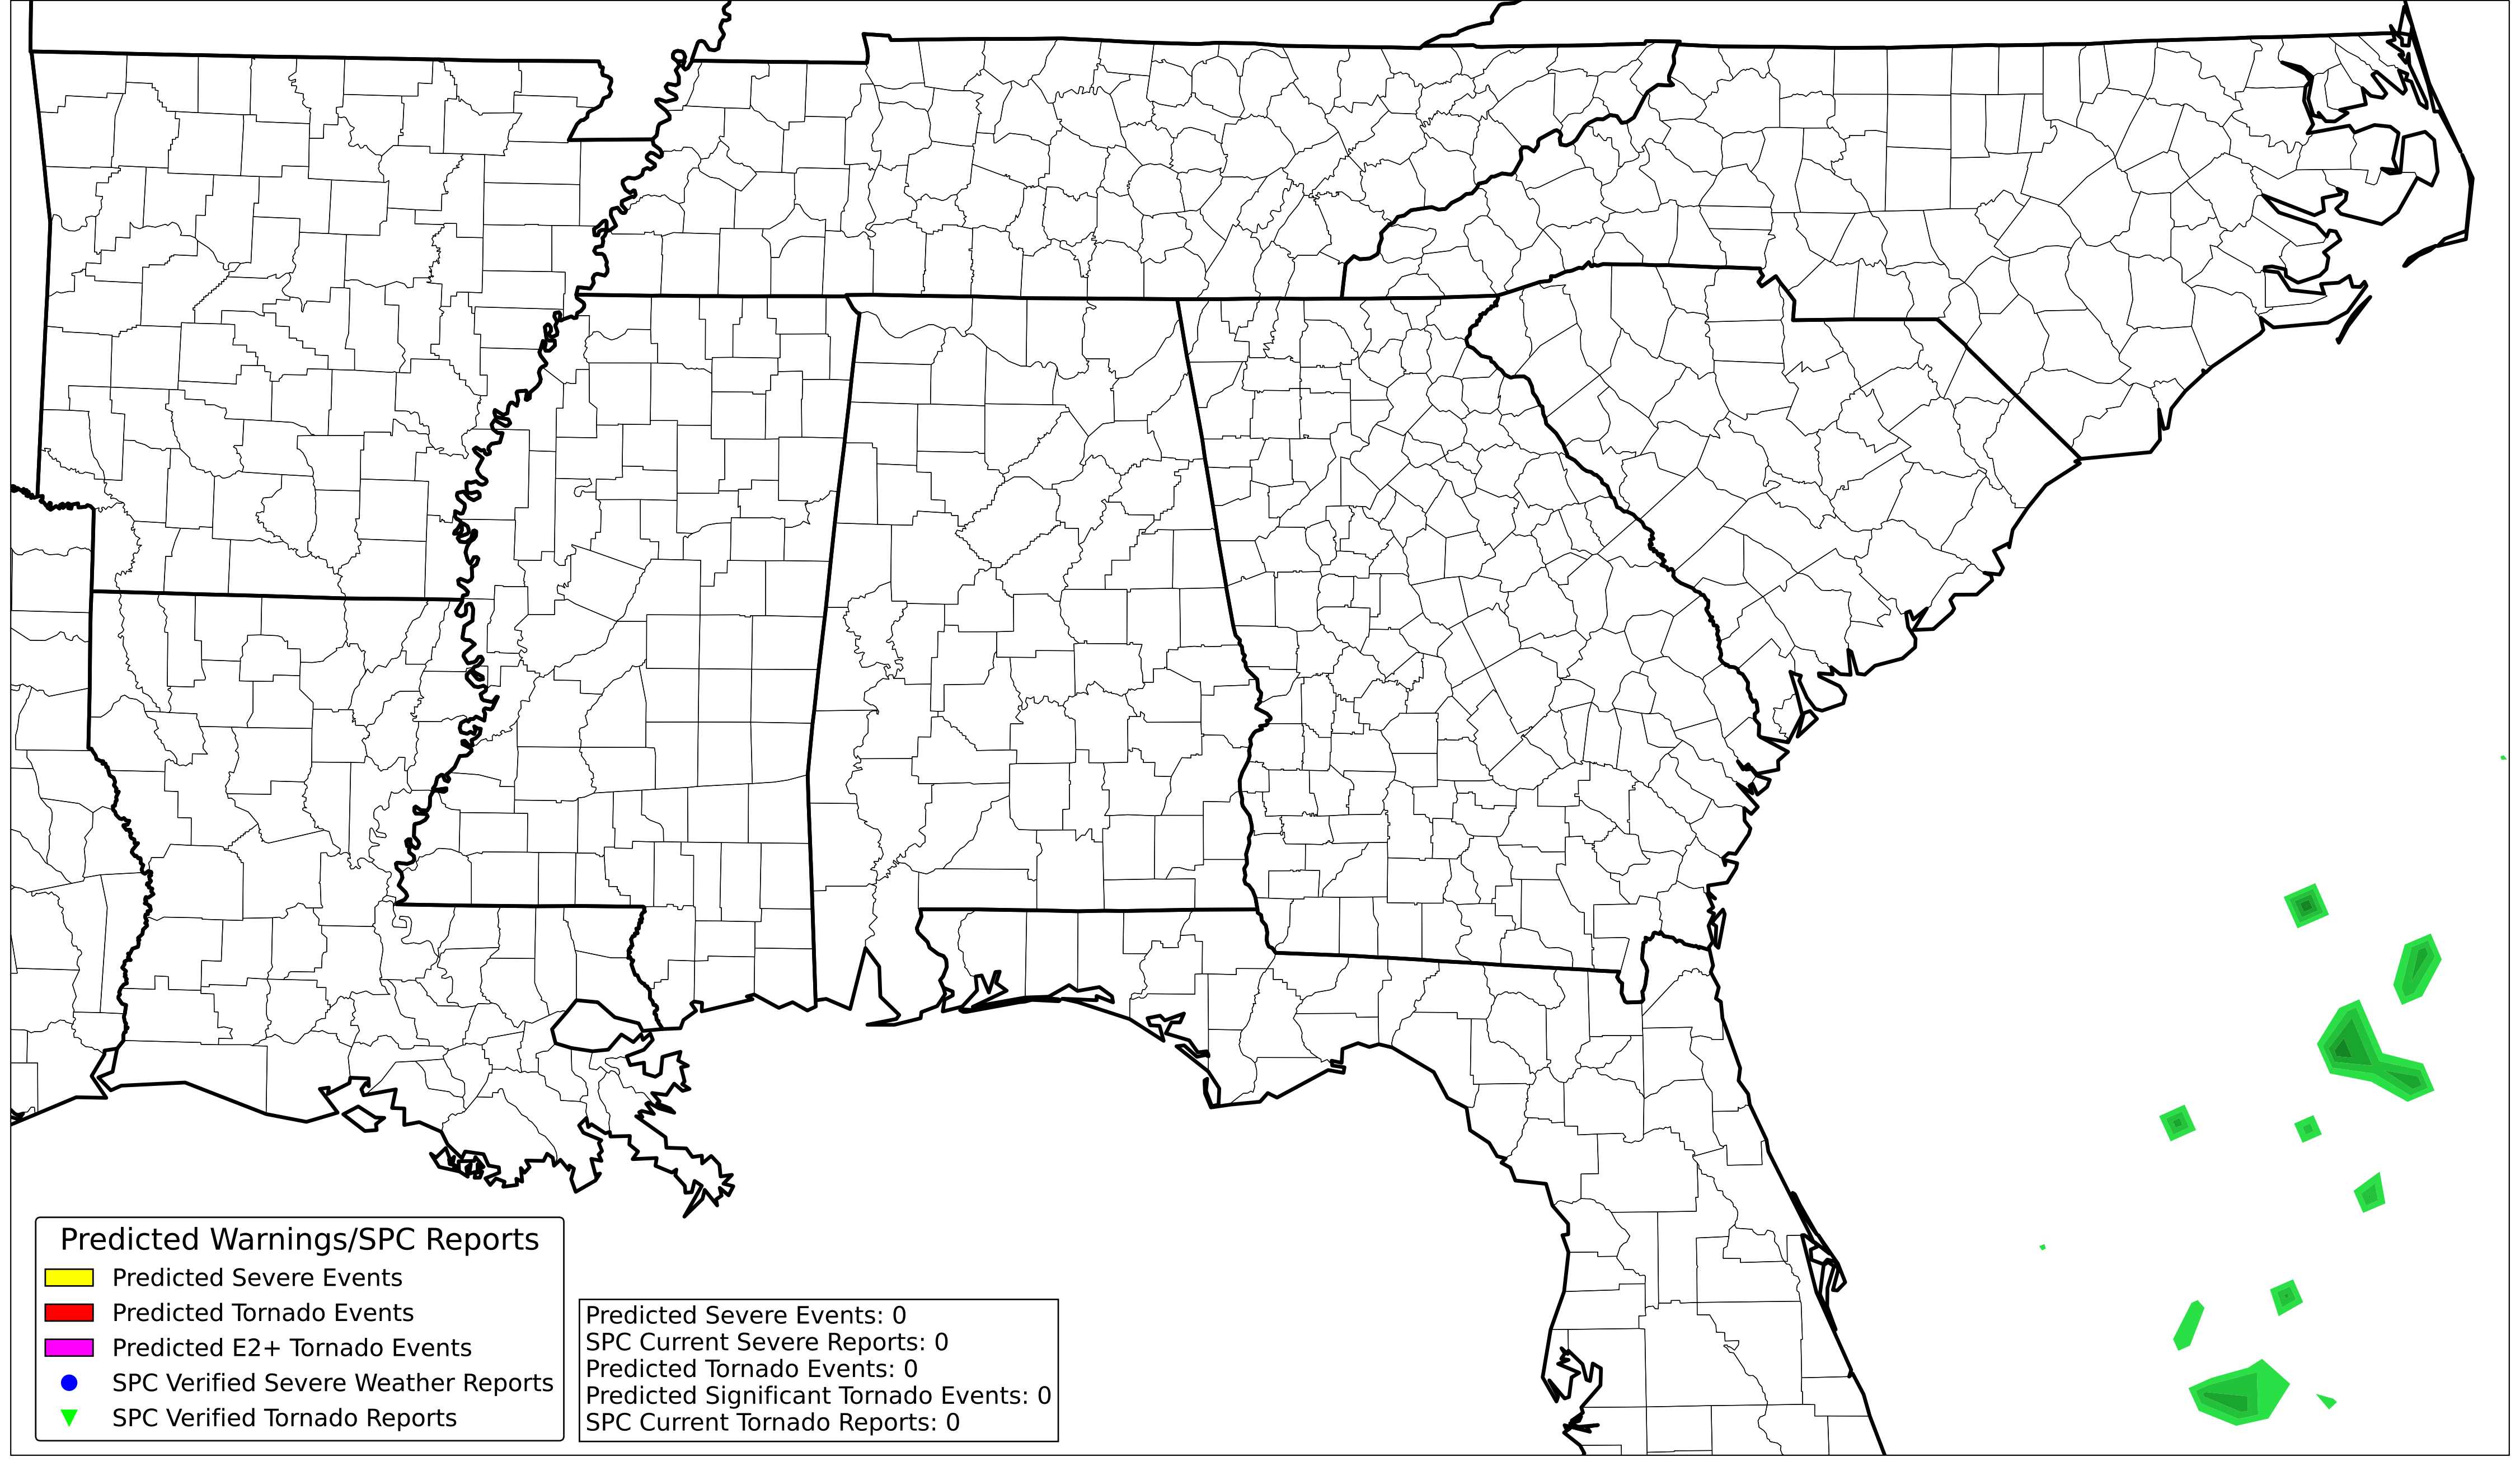 Predicted Warnings/SPC Reports
Predicted Severe Events
Predicted Tornado Events
Predicted E2+ Tornado Events
SPC Verified Severe Weather Reports
SPC Verified Tornado Reports
Predicted Severe Events: 0
SPC Current Severe Reports: 0
Predicted Tornado Events: 0
Predicted Significant Tornado Events: 0
SPC Current Tornado Reports: 0